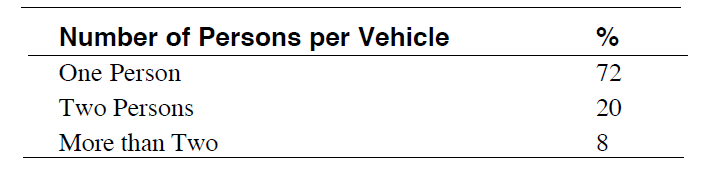 Number of Persons per Vehicle %
One Person 72
Two Persons 20
More than Two 8